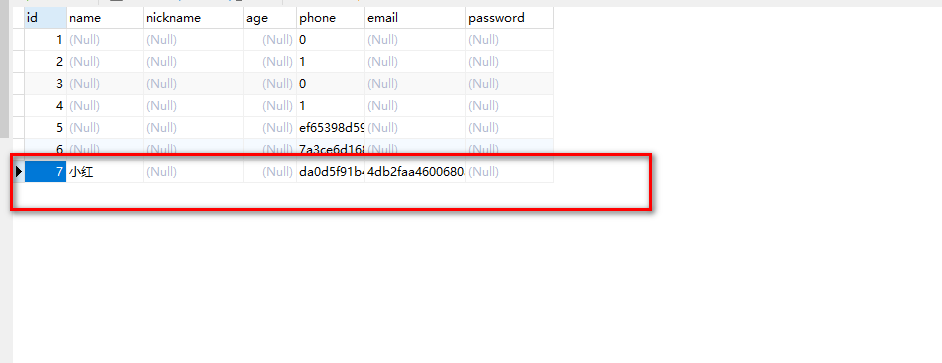 id name nickname age phone email password
1 (Null) (Null) (Null) 0 (Null) (Null)
2 (Null) (Null) (Null) 1 (Null) (Null)
3 (Null) (Null) (Null) 0 (Null) (Null)
4 (Null) (Null) (Null) 1 (Null) (Null)
5 (Null) (Null) (Null) ef65398d59 (Null) (Null)
6 (Null) (Null) (Null) 7a3ce6d168 (Null) (Null)
7 小红 (Null) (Null) da0d5f91b4 4db2faa4600680 (Null)